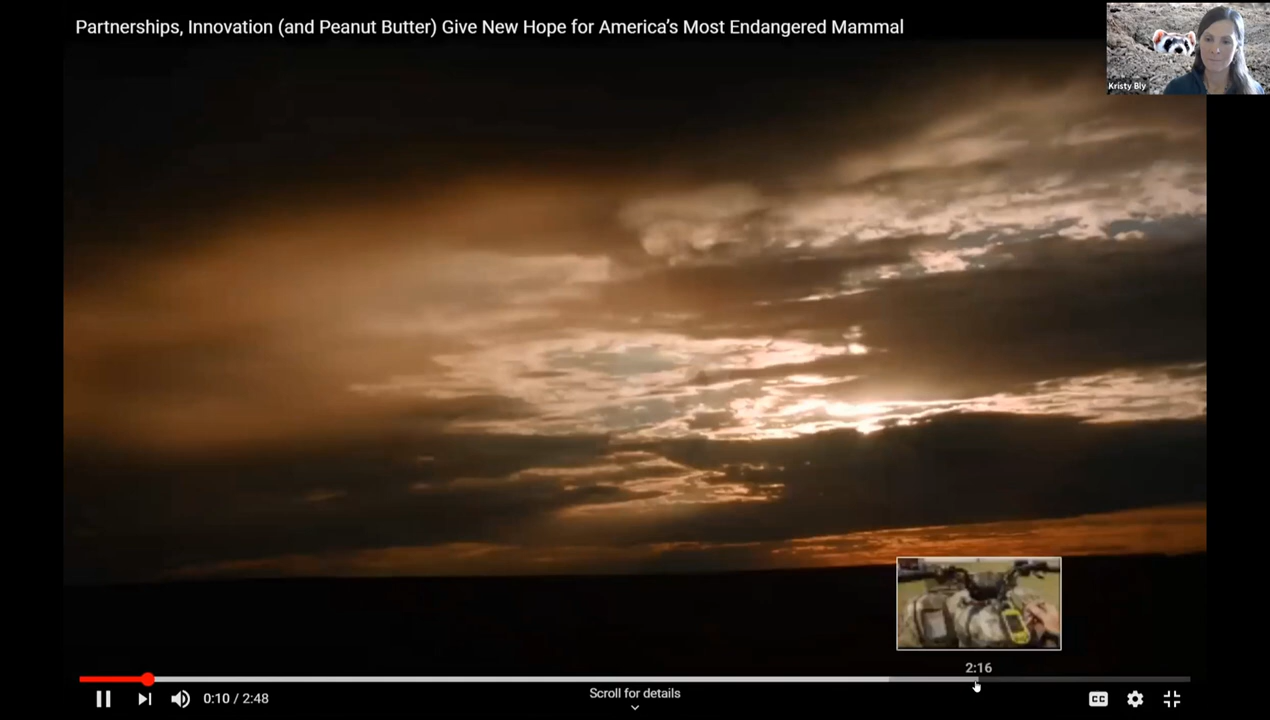 Partnerships, Innovation (and Peanut Butter) Give New Hope for America’s Most Endangered Mammal
Kristy Bly
2:16
0:10 / 2:48
Scroll for details
CC